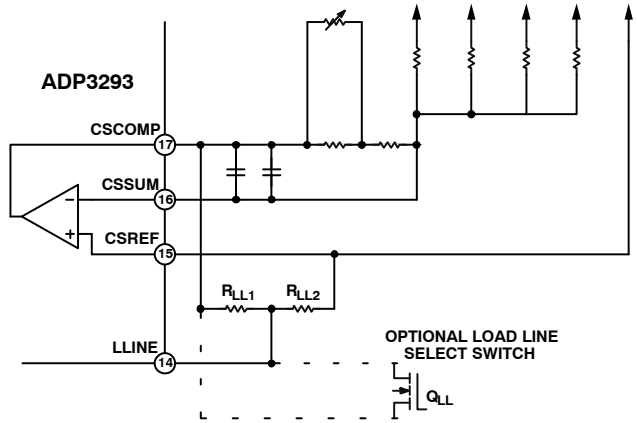 ADP3293
CSCOMP
17
CSSUM
16
–
+
CSREF
15
RLL1
RLL2
OPTIONAL LOAD LINE
SELECT SWITCH
LLINE
14
QLL